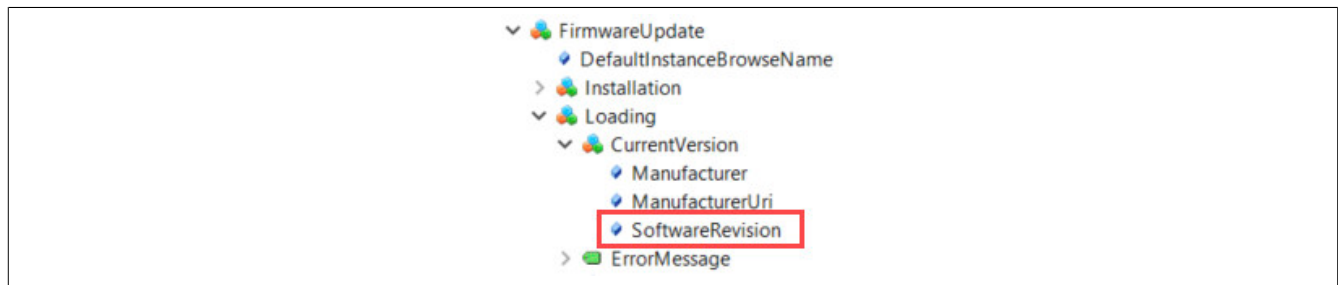 FirmwareUpdate
DefaultInstanceBrowseName
Installation
Loading
CurrentVersion
Manufacturer
ManufacturerUri
SoftwareRevision
ErrorMessage